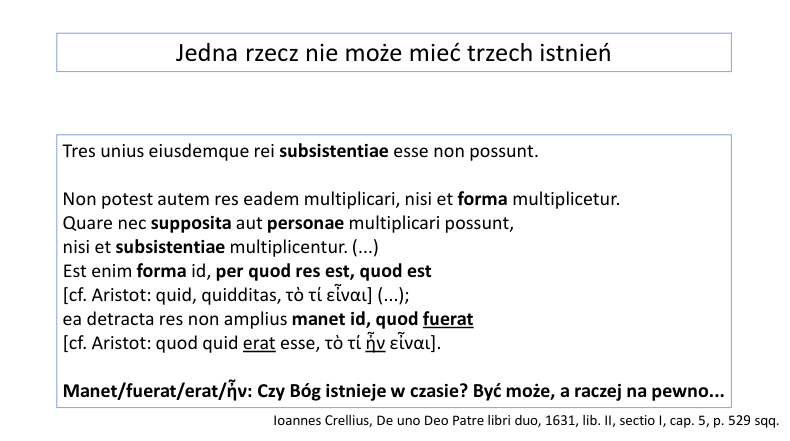 Jedna rzecz nie może mieć trzech istnień
Tres unius eiusdemque rei subsistentiae esse non possunt.
Non potest autem res eadem multiplicari, nisi et forma multiplicetur.
Quare nec supposita aut personae multiplicari possunt,
nisi et subsistentiae multiplicentur. (...)
Est enim forma id, per quod res est, quod est
[cf. Aristot: quid, quidditas, τὸ τί εἶναι] (...);
ea detracta res non amplius manet id, quod fuerat
[cf. Aristot: quod quid erat esse, τὸ τί ἦν εἶναι].
Manet/fuerat/erat/ἦν: Czy Bóg istnieje w czasie? Być może, a raczej na pewno...
Ioannes Crellius, De uno Deo Patre libri duo, 1631, lib. II, sectio I, cap. 5, p. 529 sqq.